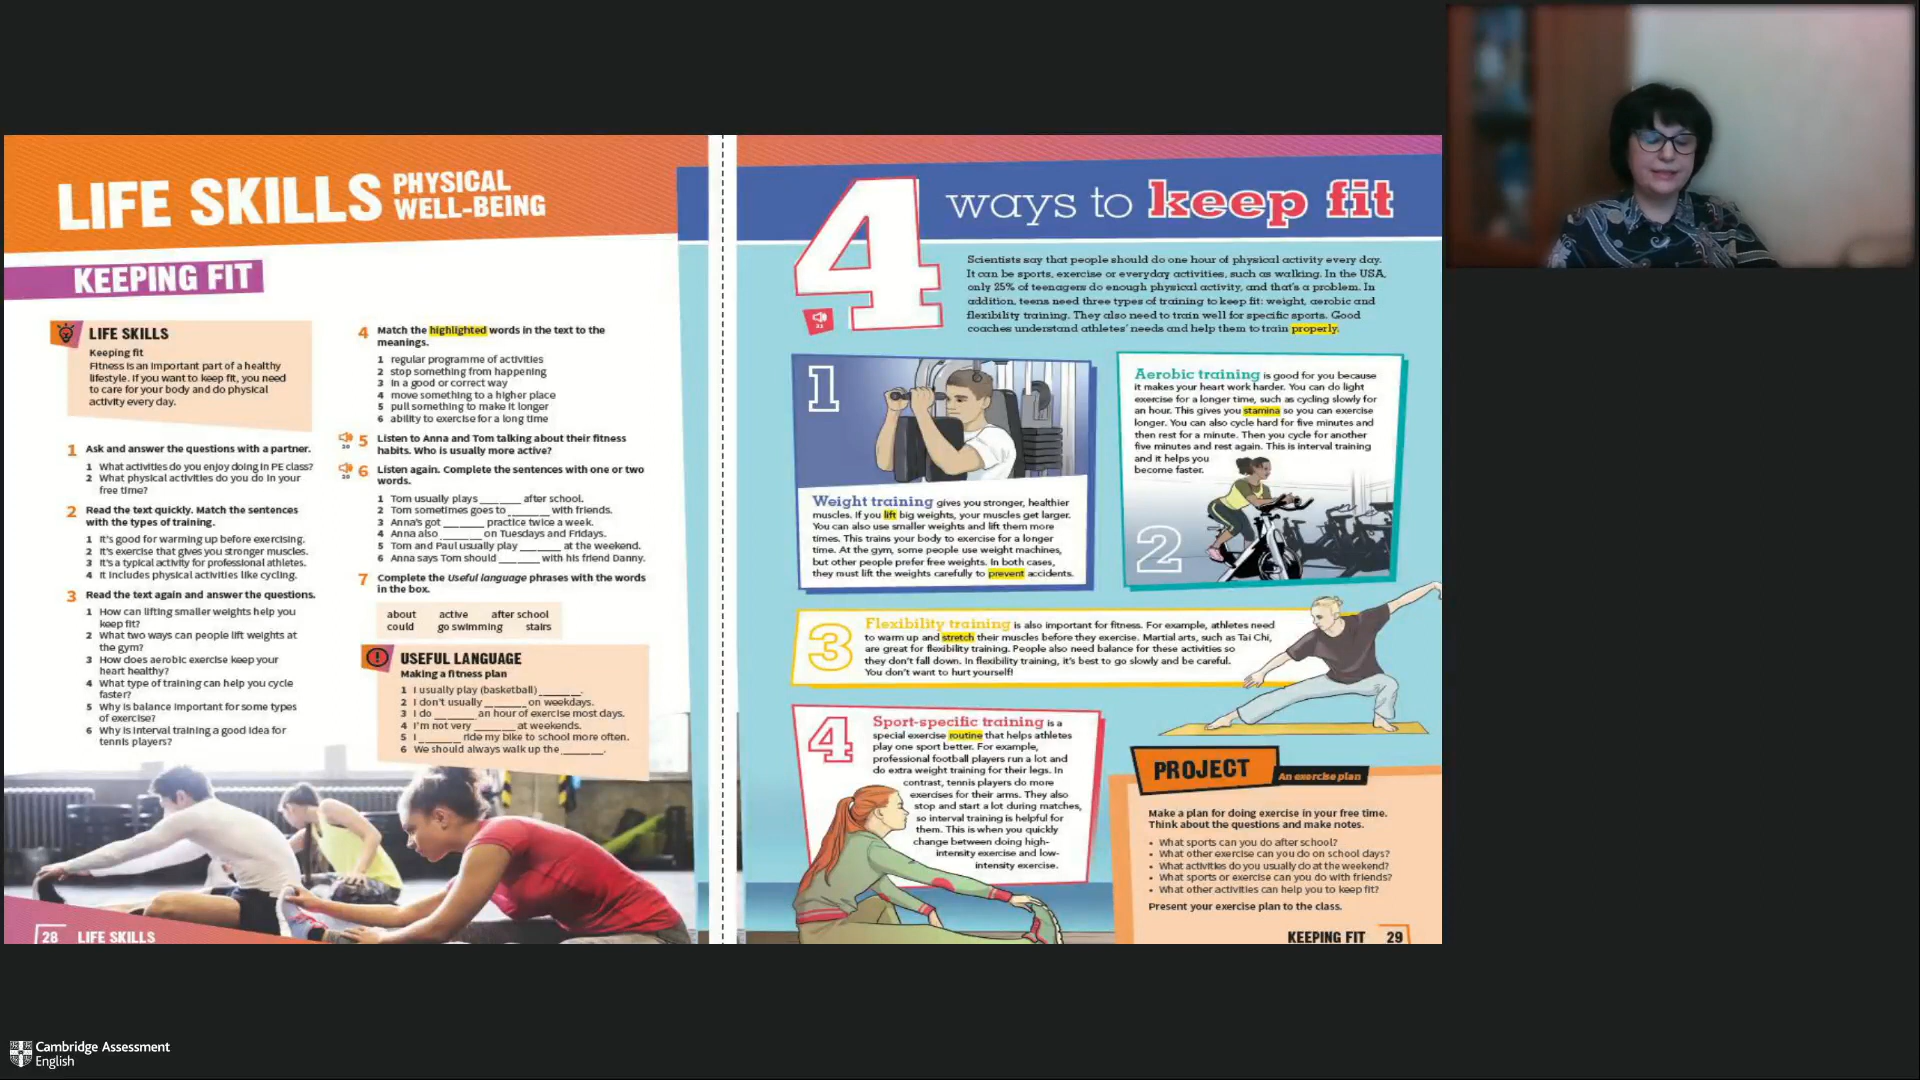 LIFE SKILLS PHYSICAL
WELL-BEING
KEEPING FIT
LIFE SKILLS
Keeping fit
Fitness is an important part of a healthy
lifestyle. If you want to keep fit, you need
to care for your body and do physical
activity every day.
1 Ask and answer the questions with a partner.
1 What activities do you enjoy doing in PE class?
2 What physical activities do you do in your
free time?
2 Read the text quickly. Match the sentences
with the types of training.
1 It's good for warming up before exercising.
2 It's exercise that gives you stronger muscles.
3 It's a typical activity for professional athletes.
4 It includes physical activities like cycling.
3 Read the text again and answer the questions.
1 How can lifting smaller weights help you
keep fit?
2 What two ways can people lift weights at
the gym?
3 How does aerobic exercise keep your
heart healthy?
4 What type of training can help you cycle
faster?
5 Why is balance important for some types
of exercise?
6 Why is interval training a good idea for
tennis players?
4 Match the highlighted words in the text to the
meanings.
1 regular programme of activities
2 stop something from happening
3 in a good or correct way
4 move something to a higher place
5 pull something to make it longer
6 ability to exercise for a long time
20
5 Listen to Anna and Tom talking about their fitness
habits. Who is usually more active?
20
6 Listen again. Complete the sentences with one or two
words.
1 Tom usually plays _______ after school.
2 Tom sometimes goes to _______ with friends.
3 Anna's got _______ practice twice a week.
4 Anna also _______ on Tuesdays and Fridays.
5 Tom and Paul usually play _______ at the weekend.
6 Anna says Tom should _______ with his friend Danny.
7 Complete the Useful language phrases with the words
in the box.
about active after school
could go swimming stairs
USEFUL LANGUAGE
Making a fitness plan
1 I usually play (basketball) _______.
2 I don't usually _______ on weekdays.
3 I do _______ an hour of exercise most days.
4 I'm not very _______ at weekends.
5 I _______ ride my bike to school more often.
6 We should always walk up the _______.
28 LIFE SKILLS
4 ways to keep fit
21
Scientists say that people should do one hour of physical activity every day.
It can be sports, exercise or everyday activities, such as walking. In the USA,
only 25% of teenagers do enough physical activity, and that's a problem. In
addition, teens need three types of training to keep fit: weight, aerobic and
flexibility training. They also need to train well for specific sports. Good
coaches understand athletes' needs and help them to train properly.
1
Weight training gives you stronger, healthier
muscles. If you lift big weights, your muscles get larger.
You can also use smaller weights and lift them more
times. This trains your body to exercise for a longer
time. At the gym, some people use weight machines,
but other people prefer free weights. In both cases,
they must lift the weights carefully to prevent accidents.
Aerobic training is good for you because
it makes your heart work harder. You can do light
exercise for a longer time, such as cycling slowly for
an hour. This gives you stamina so you can exercise
longer. You can also cycle hard for five minutes and
then rest for a minute. Then you cycle for another
five minutes and rest again. This is interval training
and it helps you
become faster.
2
3
Flexibility training is also important for fitness. For example, athletes need
to warm up and stretch their muscles before they exercise. Martial arts, such as Tai Chi,
are great for flexibility training. People also need balance for these activities so
they don't fall down. In flexibility training, it's best to go slowly and be careful.
You don't want to hurt yourself!
4
Sport-specific training is a
special exercise routine that helps athletes
play one sport better. For example,
professional football players run a lot and
do extra weight training for their legs. In
contrast, tennis players do more
exercises for their arms. They also
stop and start a lot during matches,
so interval training is helpful for
them. This is when you quickly
change between doing high-
intensity exercise and low-
intensity exercise.
PROJECT An exercise plan
Make a plan for doing exercise in your free time.
Think about the questions and make notes.
• What sports can you do after school?
• What other exercise can you do on school days?
• What activities do you usually do at the weekend?
• What sports or exercise can you do with friends?
• What other activities can help you to keep fit?
Present your exercise plan to the class.
KEEPING FIT 29
Cambridge Assessment
English